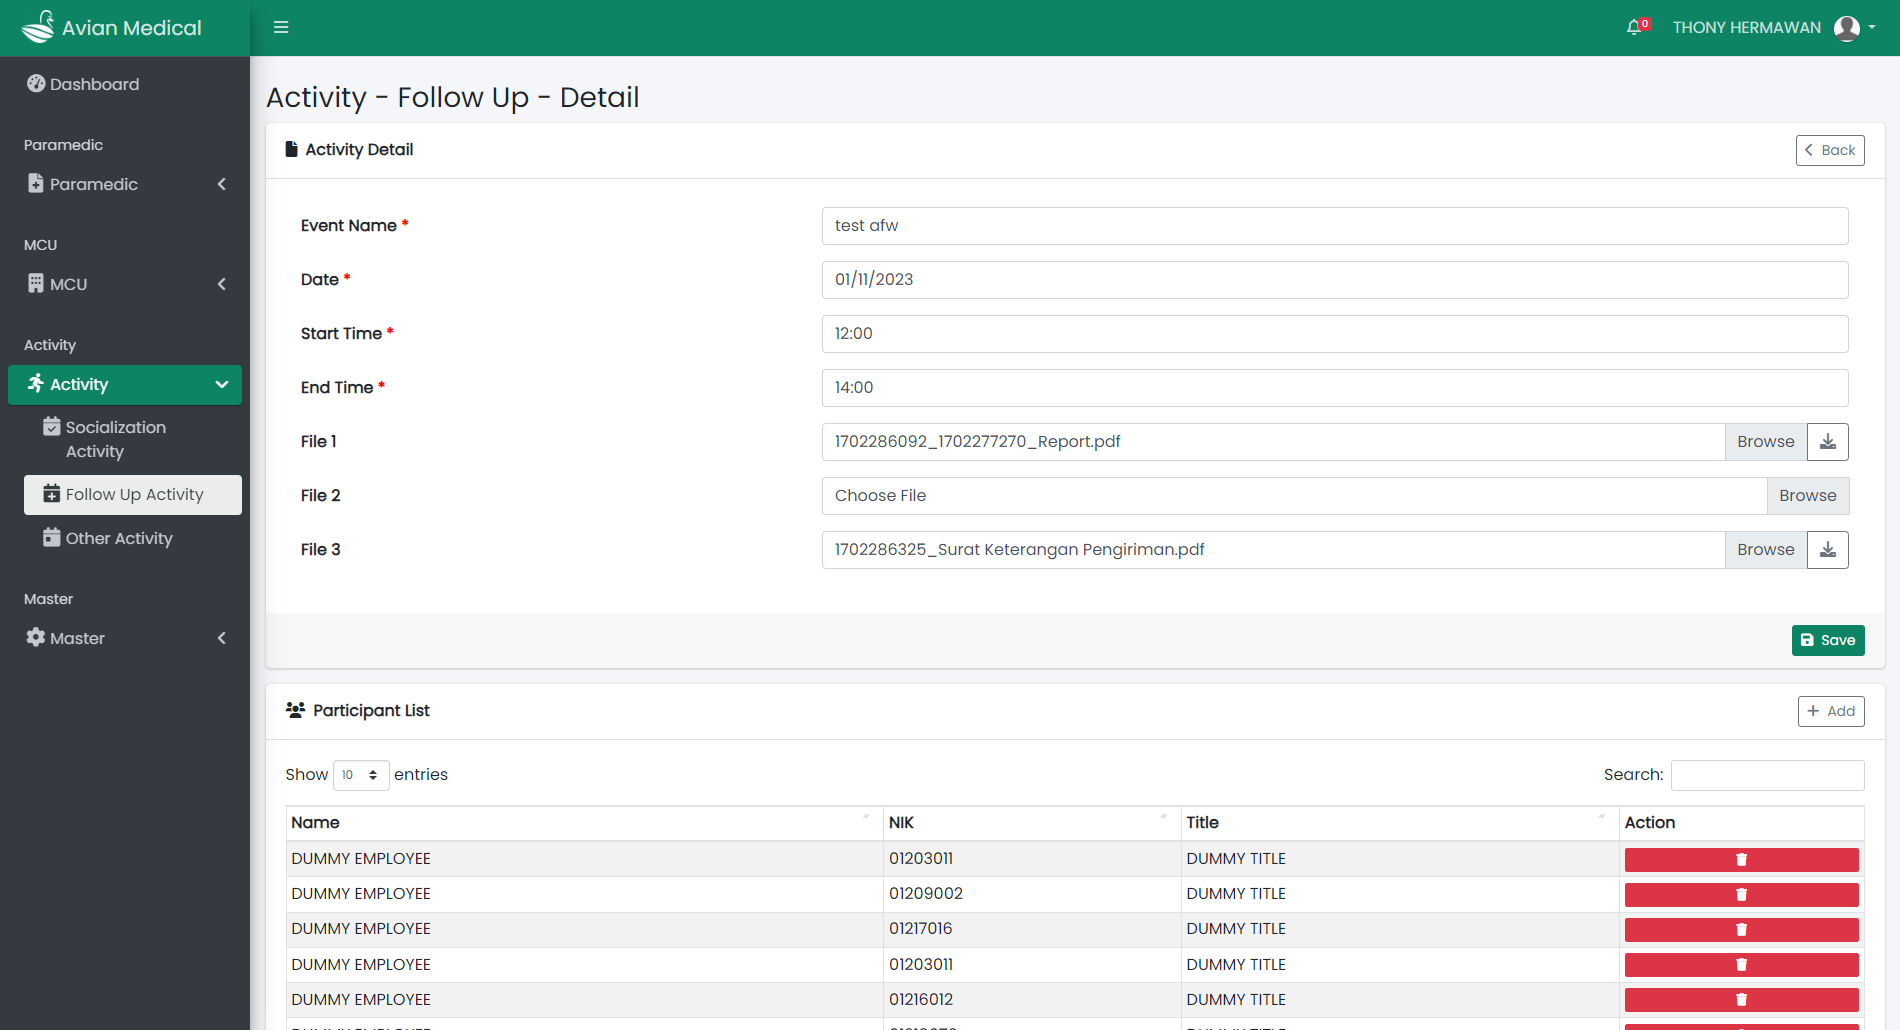 Avian Medical
0
THONY HERMAWAN
Dashboard
Paramedic
Paramedic
MCU
MCU
Activity
Activity
Socialization
Activity
Follow Up Activity
Other Activity
Master
Master
Activity - Follow Up - Detail
Activity Detail
Back
Event Name *
test afw
Date *
01/11/2023
Start Time *
12:00
End Time *
14:00
File 1
1702286092_1702277270_Report.pdf
Browse
File 2
Choose File
Browse
File 3
1702286325_Surat Keterangan Pengiriman.pdf
Browse
Save
Participant List
+ Add
Show 10 entries
Search:
Name NIK Title Action
DUMMY EMPLOYEE 01203011 DUMMY TITLE
DUMMY EMPLOYEE 01209002 DUMMY TITLE
DUMMY EMPLOYEE 01217016 DUMMY TITLE
DUMMY EMPLOYEE 01203011 DUMMY TITLE
DUMMY EMPLOYEE 01216012 DUMMY TITLE